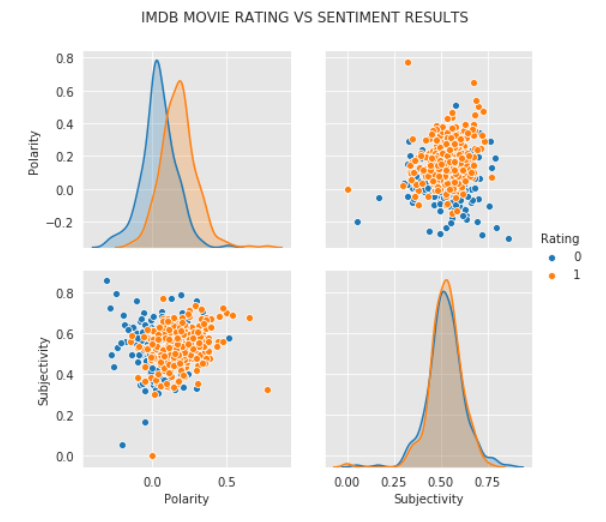 IMDB MOVIE RATING VS SENTIMENT RESULTS
0.8
0.6
0.4
0.2
0.0
−0.2
Polarity
Rating
0
1
0.8
0.6
0.4
0.2
0.0
Subjectivity
0.0 0.5
Polarity
0.00 0.25 0.50 0.75
Subjectivity